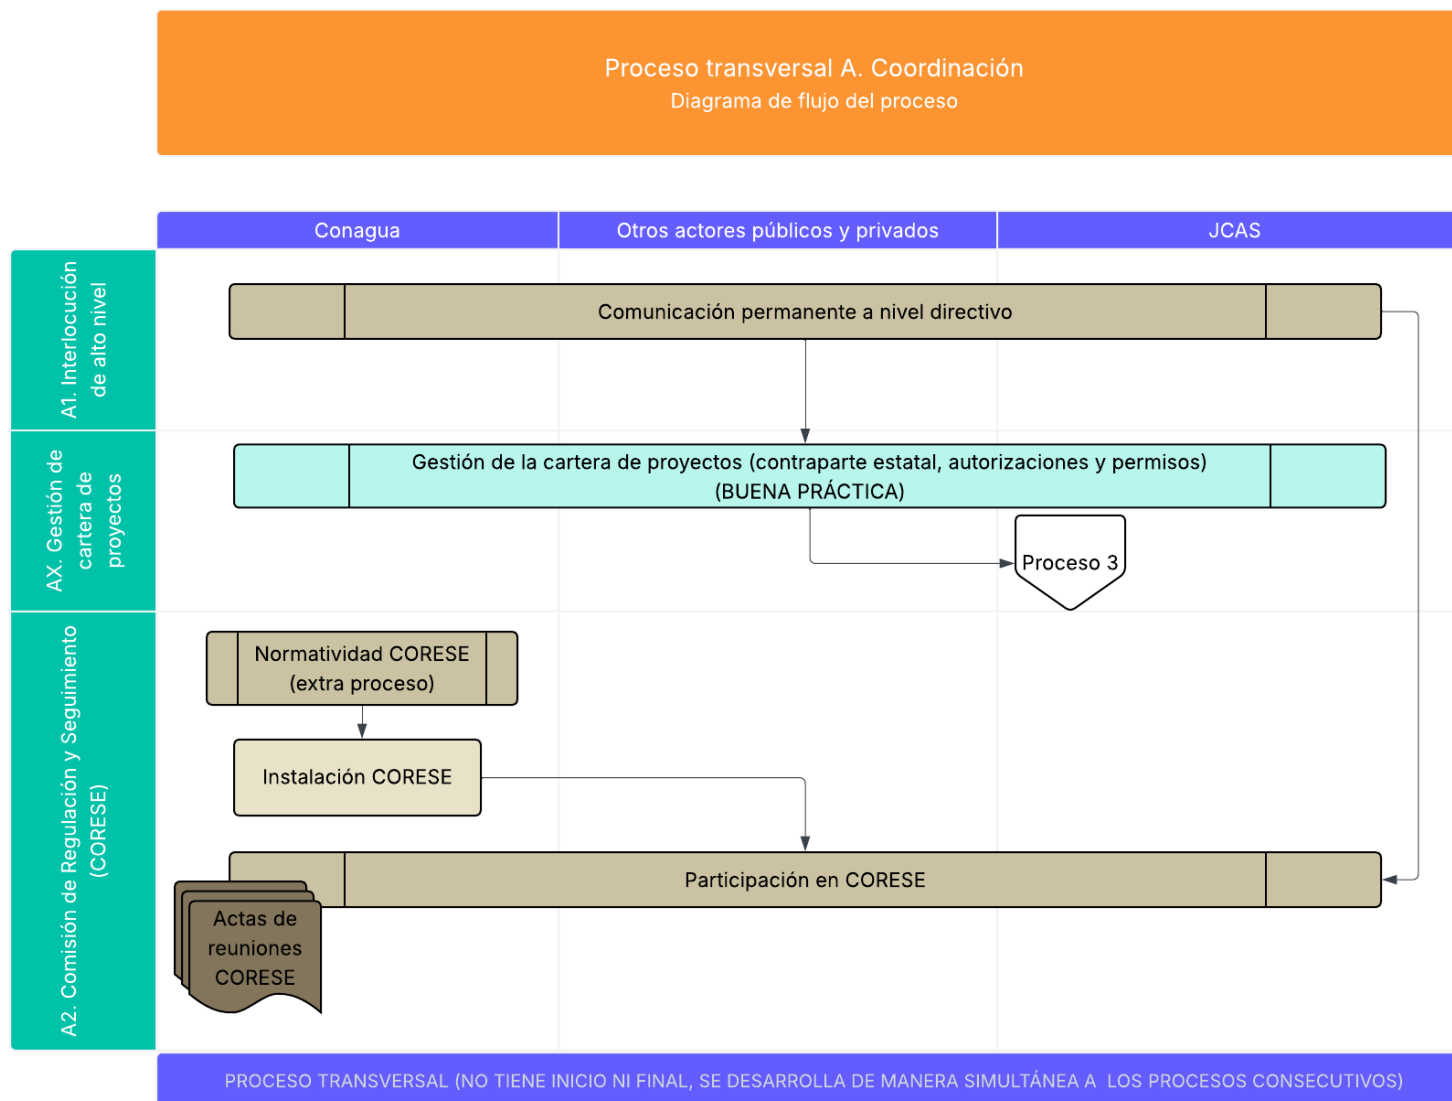 Proceso transversal A. Coordinación
Diagrama de flujo del proceso
Conagua
Otros actores públicos y privados
JCAS
A1. Interlocución
de alto nivel
Comunicación permanente a nivel directivo
AX. Gestión de
cartera de
proyectos
Gestión de la cartera de proyectos (contraparte estatal, autorizaciones y permisos)
(BUENA PRÁCTICA)
Proceso 3
A2. Comisión de Regulación y Seguimiento
(CORESE)
Normatividad CORESE
(extra proceso)
Instalación CORESE
Participación en CORESE
Actas de
reuniones
CORESE
PROCESO TRANSVERSAL (NO TIENE INICIO NI FINAL, SE DESARROLLA DE MANERA SIMULTÁNEA A LOS PROCESOS CONSECUTIVOS)